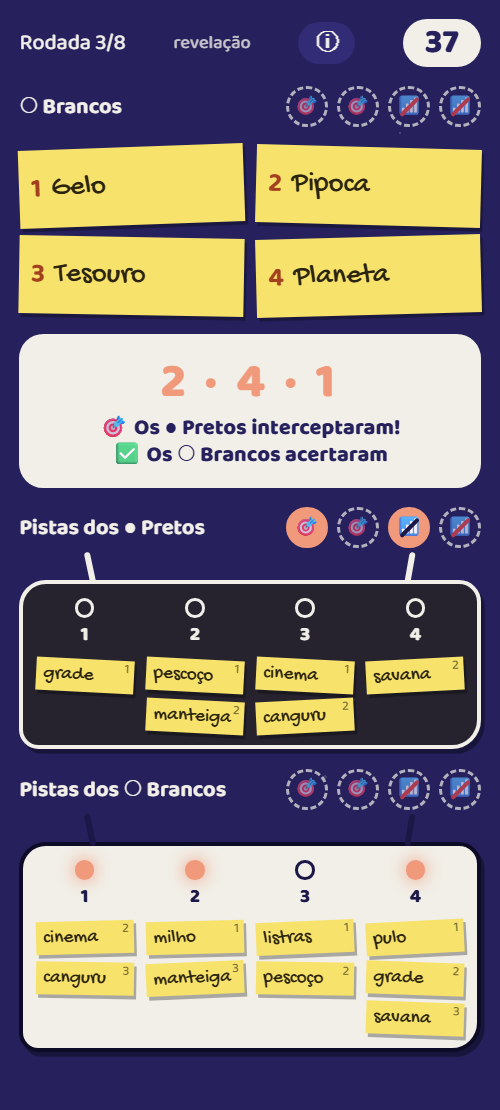 Rodada 3/8 revelação 37
Brancos
1 Gelo
2 Pipoca
3 Tesouro
4 Planeta
2 • 4 • 1
Os ● Pretos interceptaram!
Os ○ Brancos acertaram
Pistas dos ● Pretos
1 2 3 4
grade 1
pescoço 1
cinema 1
savana 2
manteiga 2
canguru 2
Pistas dos ○ Brancos
1 2 3 4
cinema 2
milho 1
listras 1
pulo 1
canguru 3
manteiga 3
pescoço 2
grade 2
savana 3